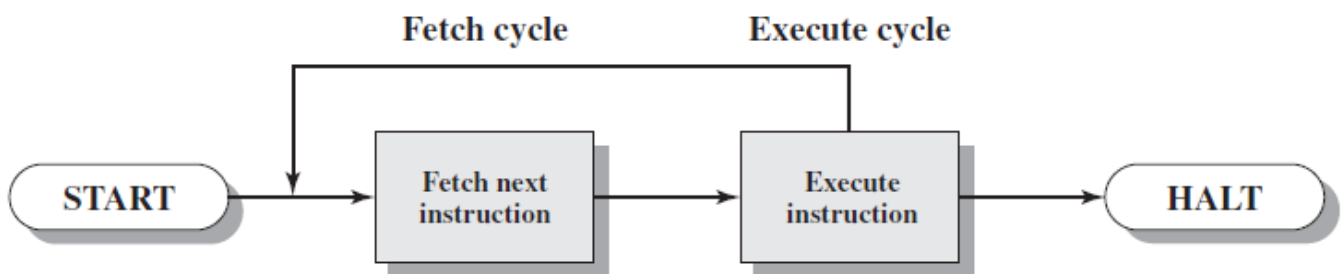 Fetch cycle
Execute cycle
START
Fetch next
instruction
Execute
instruction
HALT